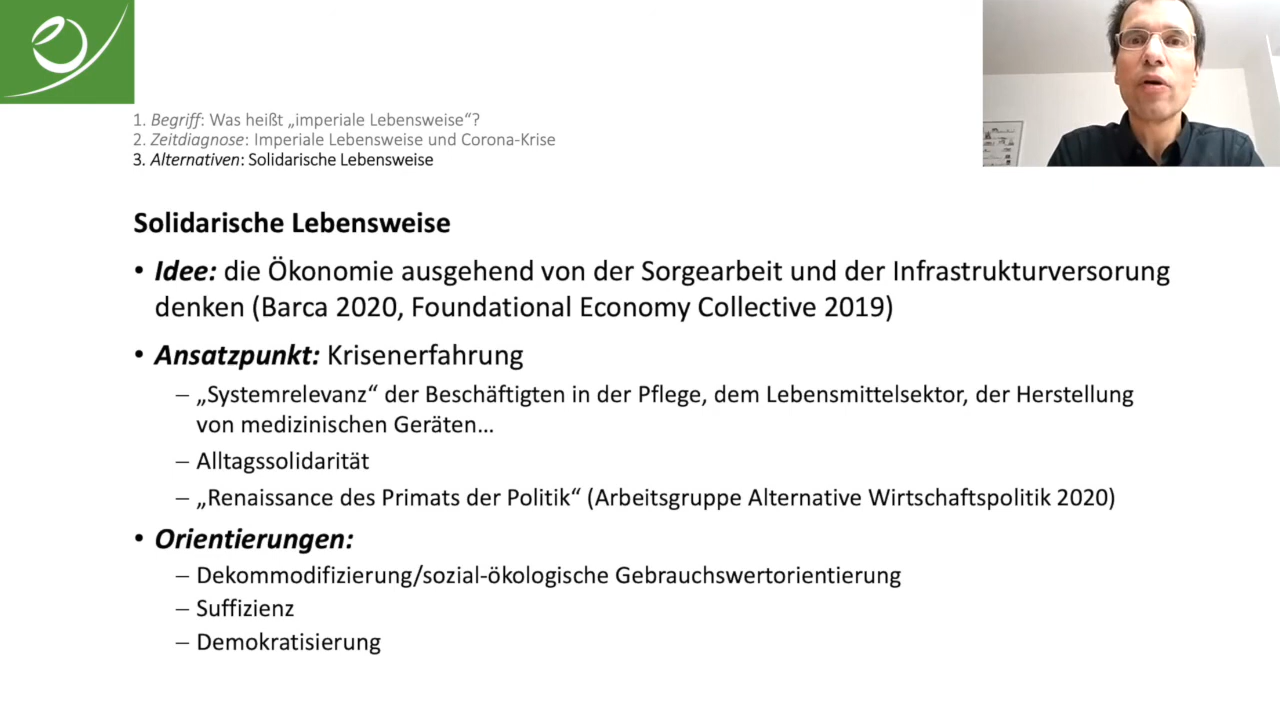 1. Begriff: Was heißt „imperiale Lebensweise“?
2. Zeitdiagnose: Imperiale Lebensweise und Corona-Krise
3. Alternativen: Solidarische Lebensweise
Solidarische Lebensweise
• Idee: die Ökonomie ausgehend von der Sorgearbeit und der Infrastrukturversorung
denken (Barca 2020, Foundational Economy Collective 2019)
• Ansatzpunkt: Krisenerfahrung
– „Systemrelevanz“ der Beschäftigten in der Pflege, dem Lebensmittelsektor, der Herstellung
von medizinischen Geräten…
– Alltagssolidarität
– „Renaissance des Primats der Politik“ (Arbeitsgruppe Alternative Wirtschaftspolitik 2020)
• Orientierungen:
– Dekommodifizierung/sozial-ökologische Gebrauchswertorientierung
– Suffizienz
– Demokratisierung